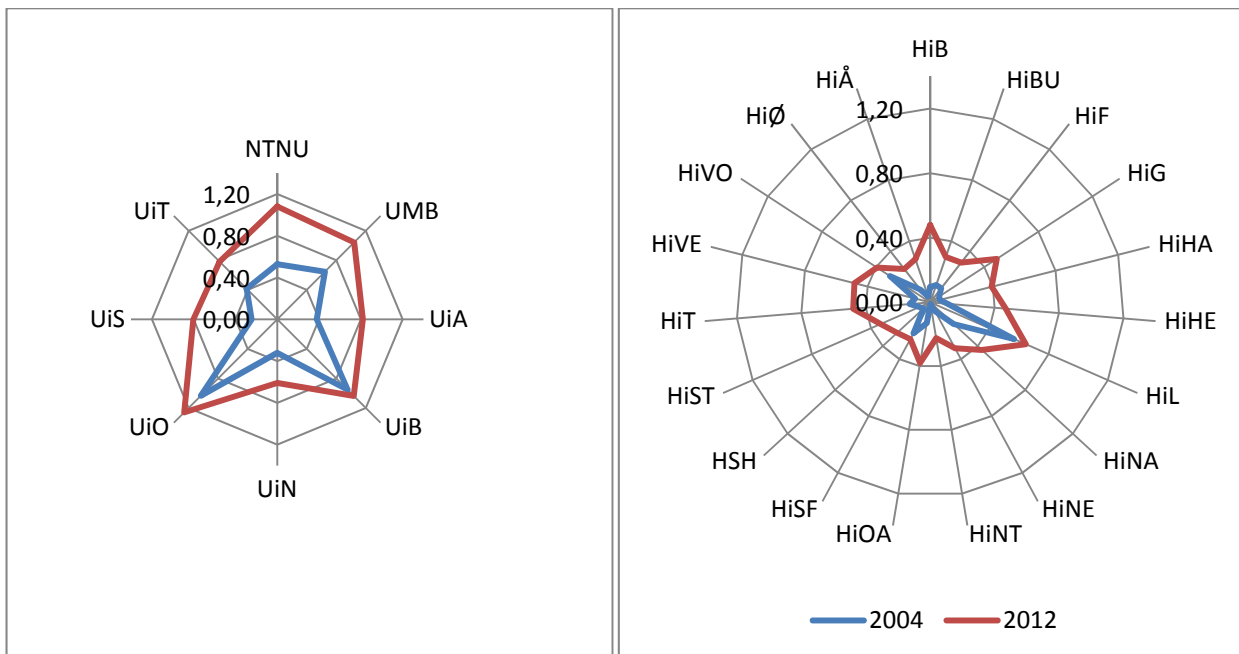 NTNU
UMB
UiA
UiB
UiN
UiO
UiS
UiT
1,20
0,80
0,40
0,00
HiB
HiBU
HiF
HiG
HiHA
HiHE
HiL
HiNA
HiNE
HiNT
HiOA
HiSF
HSH
HiST
HiT
HiVE
HiVO
HiØ
HiÅ
1,20
0,80
0,40
0,00
2004
2012